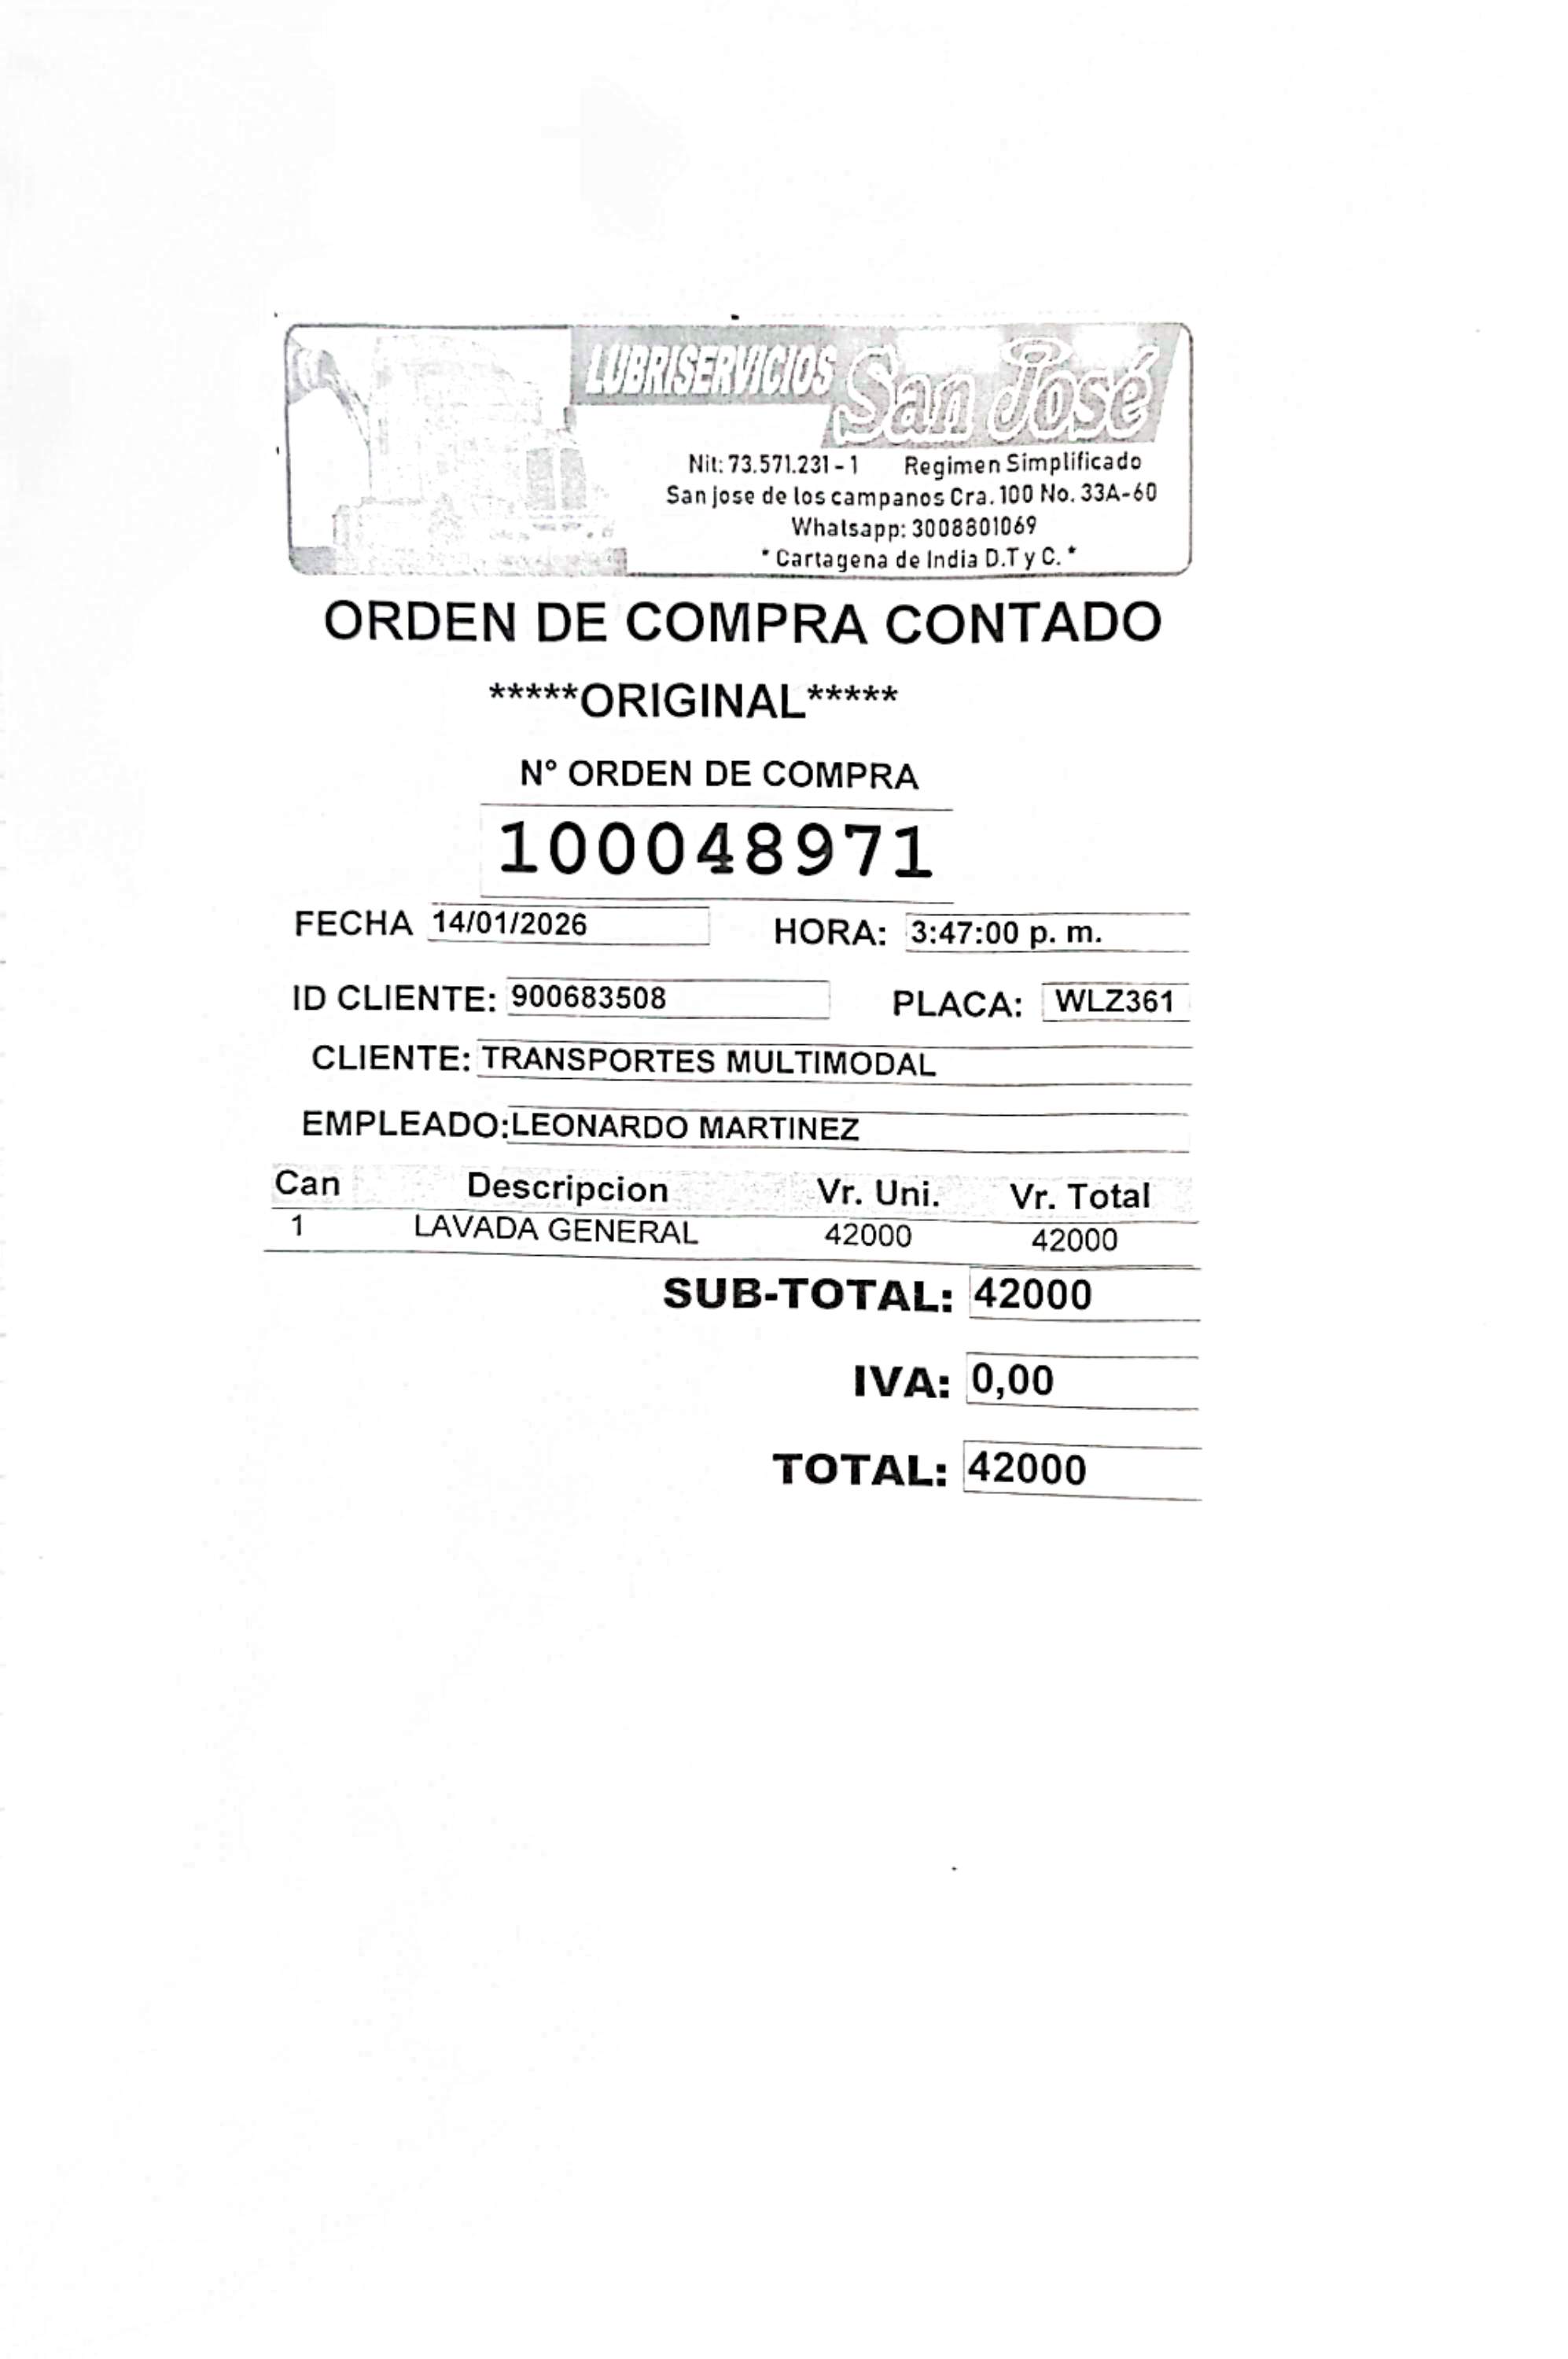 LUBRISERVICIOS San José
Nit: 73.571.231 - 1 Regimen Simplificado
San jose de los campanos Cra. 100 No. 33A-60
Whatsapp: 3008801069
* Cartagena de India D.T y C. *
ORDEN DE COMPRA CONTADO
*****ORIGINAL*****
N° ORDEN DE COMPRA
100048971
FECHA 14/01/2026 HORA: 3:47:00 p. m.
ID CLIENTE: 900683508 PLACA: WLZ361
CLIENTE: TRANSPORTES MULTIMODAL
EMPLEADO: LEONARDO MARTINEZ
Can Descripcion Vr. Uni. Vr. Total
1 LAVADA GENERAL 42000 42000
SUB-TOTAL: 42000
IVA: 0,00
TOTAL: 42000